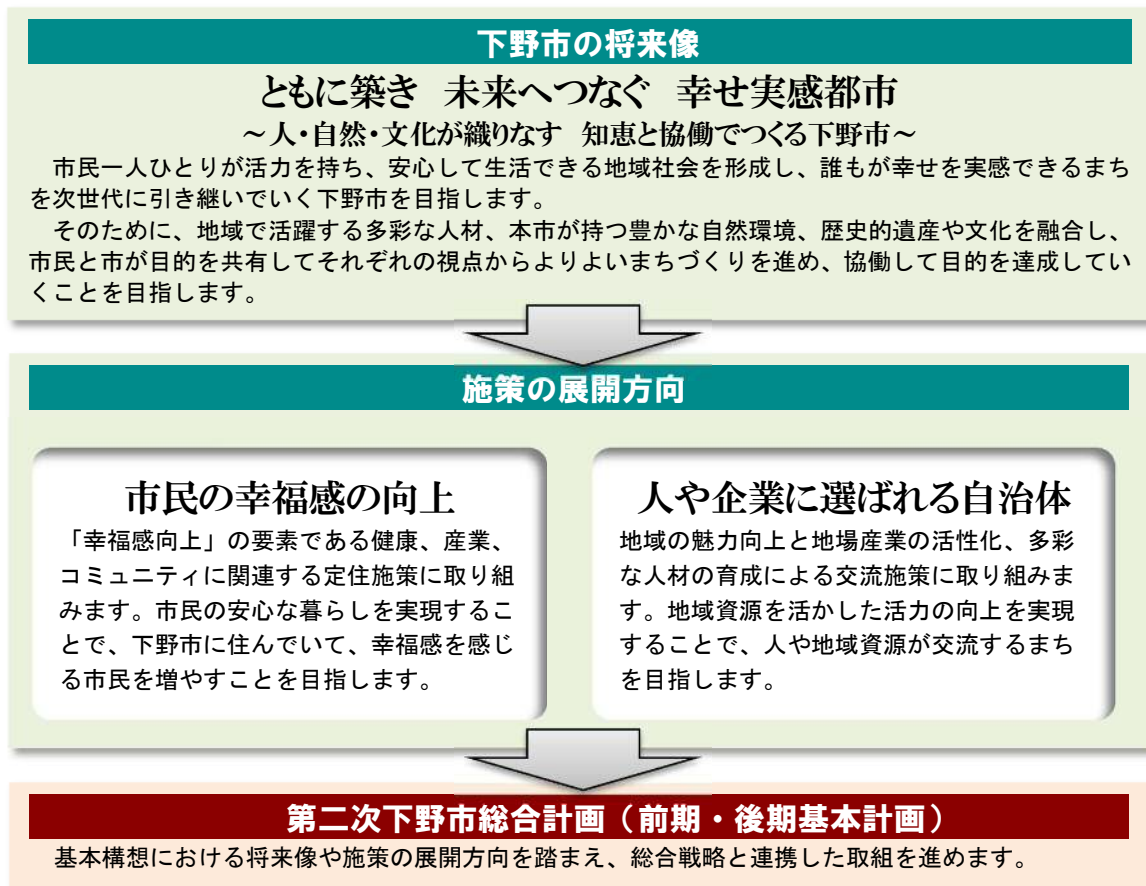 下野市の将来像
ともに築き 未来へつなぐ 幸せ実感都市
～人・自然・文化が織りなす 知恵と協働でつくる下野市～
市民一人ひとりが活力を持ち、安心して生活できる地域社会を形成し、誰もが幸せを実感できるまち
を次世代に引き継いでいく下野市を目指します。
そのために、地域で活躍する多彩な人材、本市が持つ豊かな自然環境、歴史的遺産や文化を融合し、
市民と市が目的を共有してそれぞれの視点からよりよいまちづくりを進め、協働して目的を達成してい
くことを目指します。
施策の展開方向
市民の幸福感の向上
「幸福感向上」の要素である健康、産業、
コミュニティに関連する定住施策に取り組
みます。市民の安心な暮らしを実現するこ
とで、下野市に住んでいて、幸福感を感じ
る市民を増やすことを目指します。
人や企業に選ばれる自治体
地域の魅力向上と地場産業の活性化、多彩
な人材の育成による交流施策に取り組みま
す。地域資源を活かした活力の向上を実現
することで、人や地域資源が交流するまち
を目指します。
第二次下野市総合計画（前期・後期基本計画）
基本構想における将来像や施策の展開方向を踏まえ、総合戦略と連携した取組を進めます。